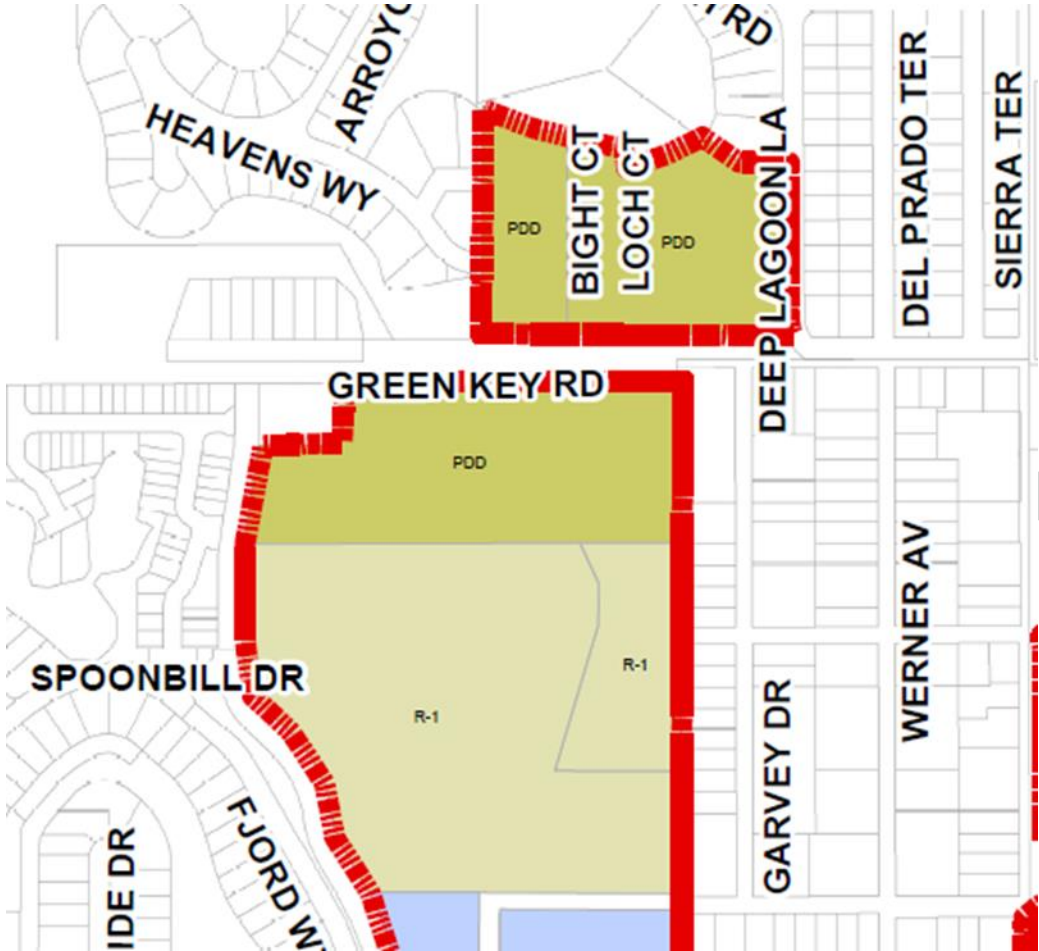 ARROYO
RD
HEAVENS WY
BIGHT CT
LOCH CT
DEEP LAGOON LA
DEL PRADO TER
SIERRA TER
PDD
PDD
GREEN KEY RD
PDD
SPOONBILL DR
R-1
R-1
GARVEY DR
WERNER AV
FJORD W
IDE DR